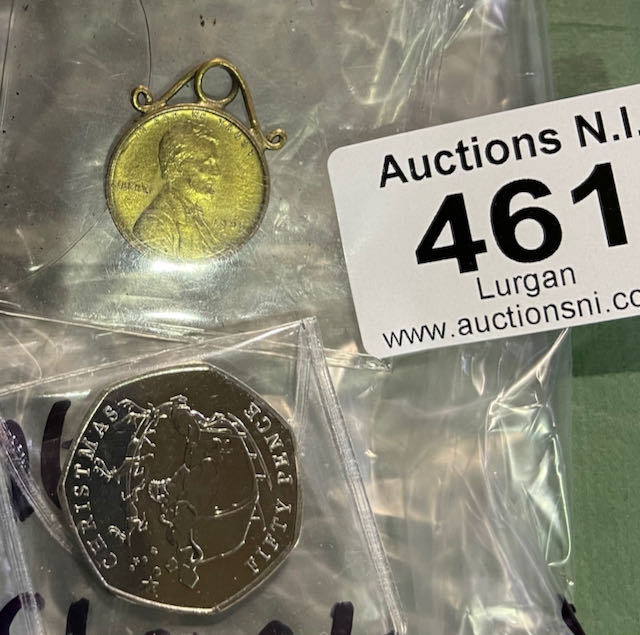 LIBERTY
Auctions N.I.
461
Lurgan
www.auctionsni.co
CHRISTMAS
FIFTY PENCE